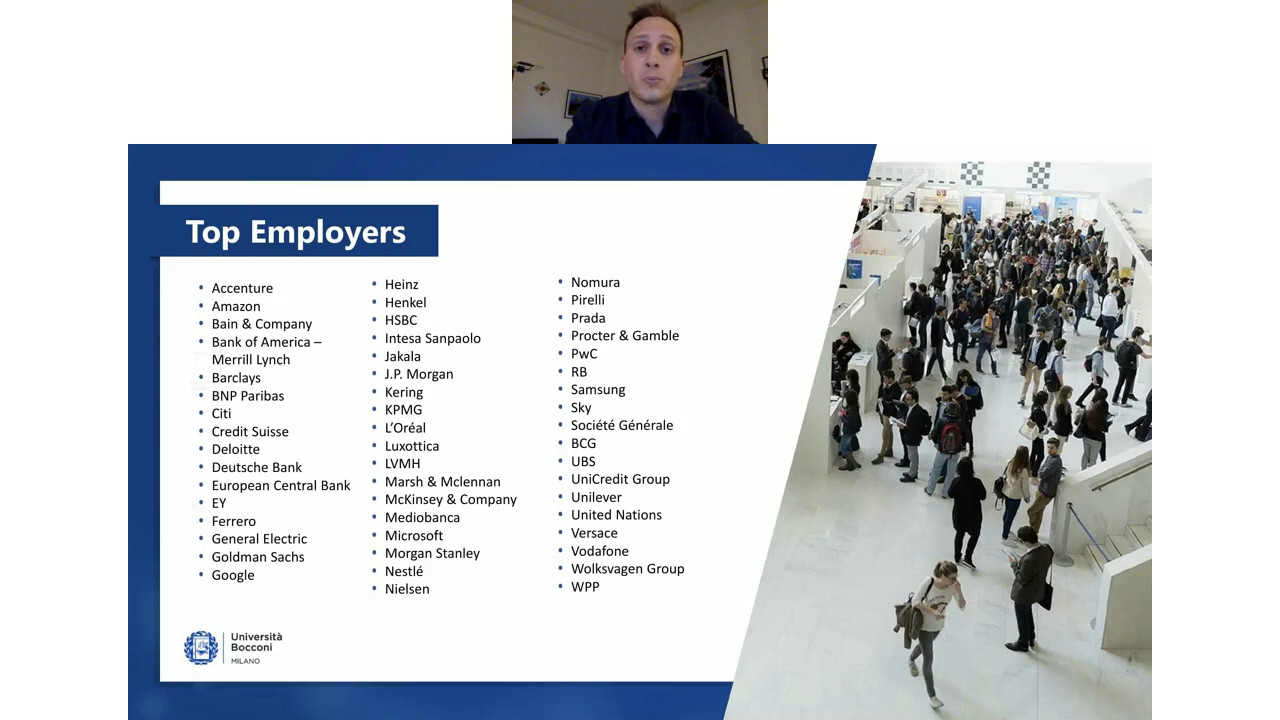 Top Employers
• Accenture
• Amazon
• Bain & Company
• Bank of America –
Merrill Lynch
• Barclays
• BNP Paribas
• Citi
• Credit Suisse
• Deloitte
• Deutsche Bank
• European Central Bank
• EY
• Ferrero
• General Electric
• Goldman Sachs
• Google
• Heinz
• Henkel
• HSBC
• Intesa Sanpaolo
• Jakala
• J.P. Morgan
• Kering
• KPMG
• L’Oréal
• Luxottica
• LVMH
• Marsh & Mclennan
• McKinsey & Company
• Mediobanca
• Microsoft
• Morgan Stanley
• Nestlé
• Nielsen
• Nomura
• Pirelli
• Prada
• Procter & Gamble
• PwC
• RB
• Samsung
• Sky
• Société Générale
• BCG
• UBS
• UniCredit Group
• Unilever
• United Nations
• Versace
• Vodafone
• Wolksvagen Group
• WPP
Università
Bocconi
MILANO